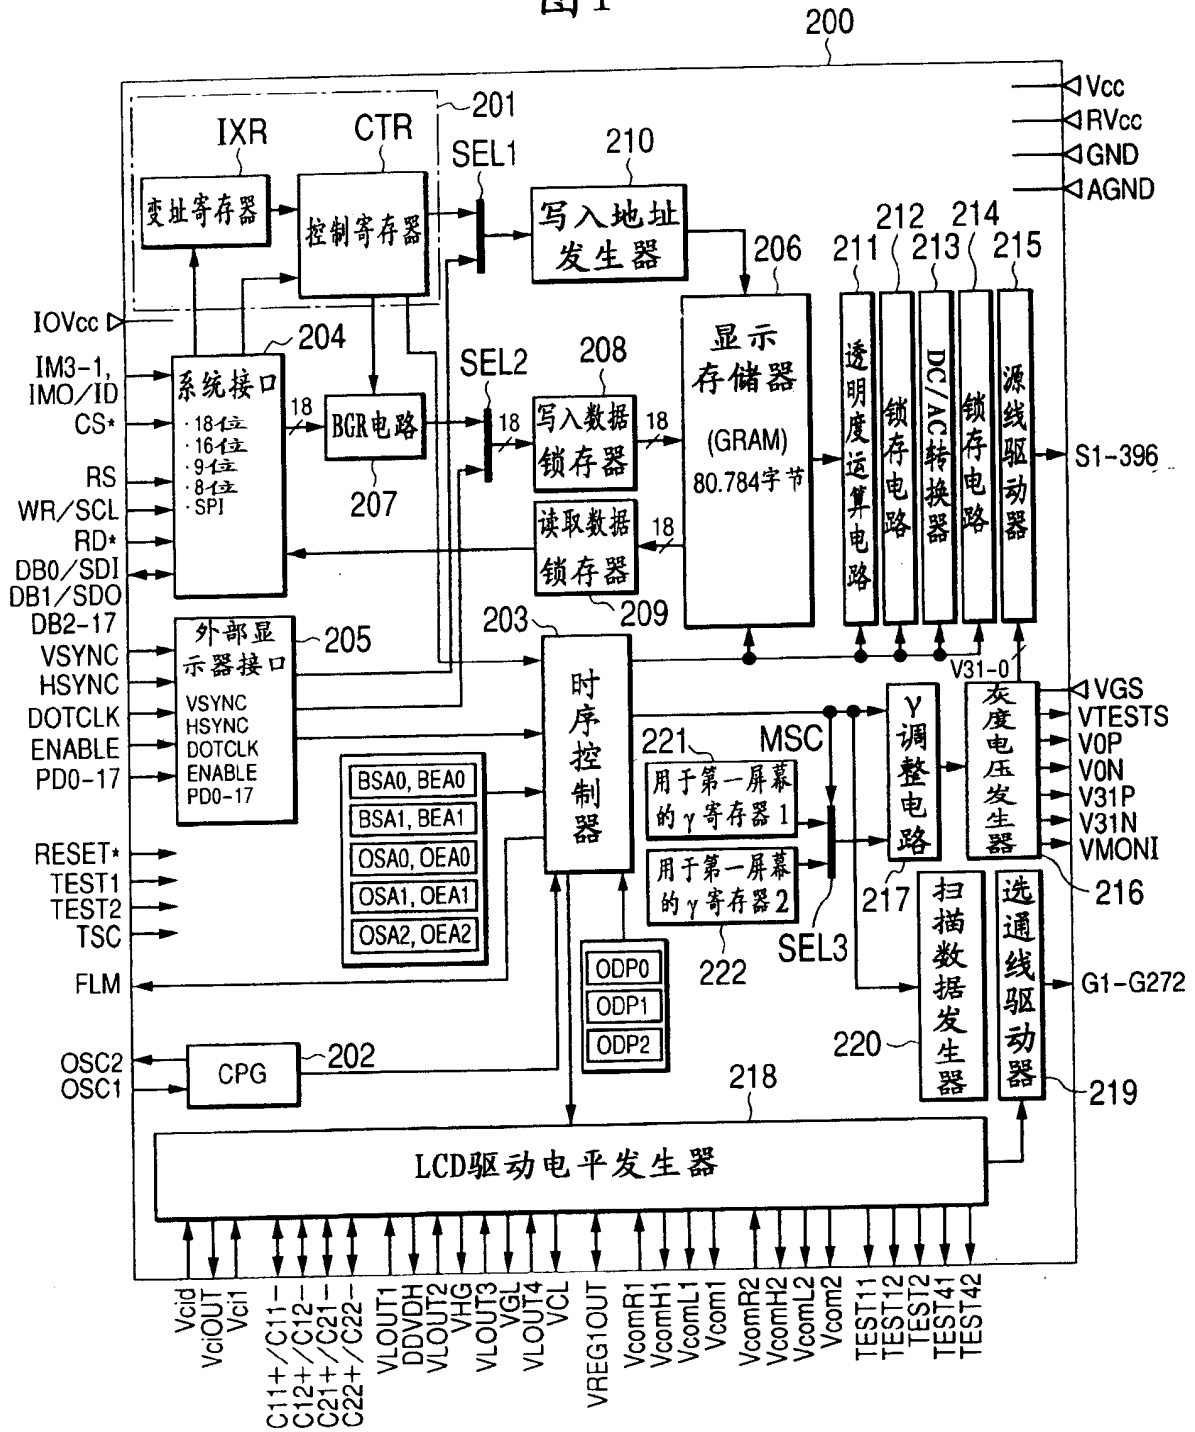 图1
200
Vcc
RVcc
GND
AGND
201
IXR
CTR
变址寄存器
控制寄存器
SEL1
210
写入地址
发生器
206
显示
存储器
(GRAM)
80.784字节
211
透明度运算电路
212
锁存电路
213
DC/AC转换器
214
锁存电路
215
源线驱动器
S1-396
IOVcc
IM3-1,
IM0/ID
CS*
RS
WR/SCL
RD*
DB0/SDI
DB1/SDO
DB2-17
204
系统接口
·18位
·16位
·9位
·8位
·SPI
18
BGR电路
207
SEL2
18
208
写入数据
锁存器
18
读取数据
锁存器
209
18
VSYNC
HSYNC
DOTCLK
ENABLE
PD0-17
205
外部显
示器接口
VSYNC
HSYNC
DOTCLK
ENABLE
PD0-17
203
时序控制器
BSA0, BEA0
BSA1, BEA1
OSA0, OEA0
OSA1, OEA1
OSA2, OEA2
ODP0
ODP1
ODP2
221
用于第一屏幕
的γ寄存器1
用于第一屏幕
的γ寄存器2
222
MSC
SEL3
γ调整电路
217
V31-0
灰度电压发生器
216
VGS
VTESTS
V0P
V0N
V31P
V31N
VMONI
扫描数据发生器
220
选通线驱动器
219
G1-G272
RESET*
TEST1
TEST2
TSC
FLM
OSC2
OSC1
CPG
202
218
LCD驱动电平发生器
Vcid
VciOUT
Vci1
C11+/C11-
C12+/C12-
C21+/C21-
C22+/C22-
VLOUT1
DDVDH
VLOUT2
VHG
VLOUT3
VGL
VLOUT4
VCL
VREG1OUT
VcomR1
VcomH1
VcomL1
Vcom1
VcomR2
VcomH2
VcomL2
Vcom2
TEST11
TEST12
TEST2
TEST41
TEST42